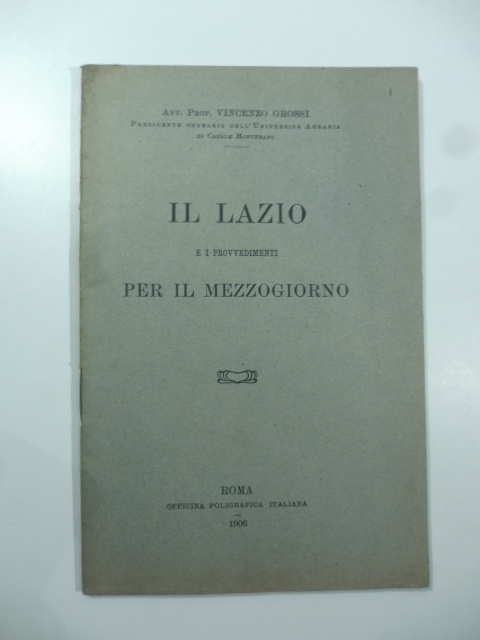 1
Avv. Prof. VINCENZO GROSSI
Presidente onorario dell'Università Agraria
di Casale Monferrato
IL LAZIO
E I PROVVEDIMENTI
PER IL MEZZOGIORNO
ROMA
OFFICINA POLIGRAFICA ITALIANA
1906